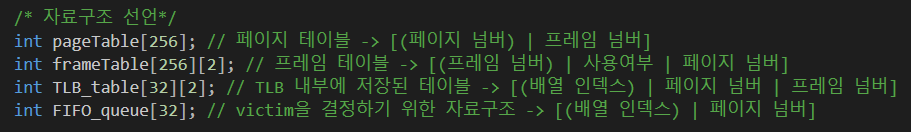 /* 자료구조 선언*/
int pageTable[256]; // 페이지 테이블 -> [(페이지 넘버) | 프레임 넘버]
int frameTable[256][2]; // 프레임 테이블 -> [(프레임 넘버) | 사용여부 | 페이지 넘버]
int TLB_table[32][2]; // TLB 내부에 저장된 테이블 -> [(배열 인덱스) | 페이지 넘버 | 프레임 넘버]
int FIFO_queue[32]; // victim을 결정하기 위한 자료구조 -> [(배열 인덱스) | 페이지 넘버]